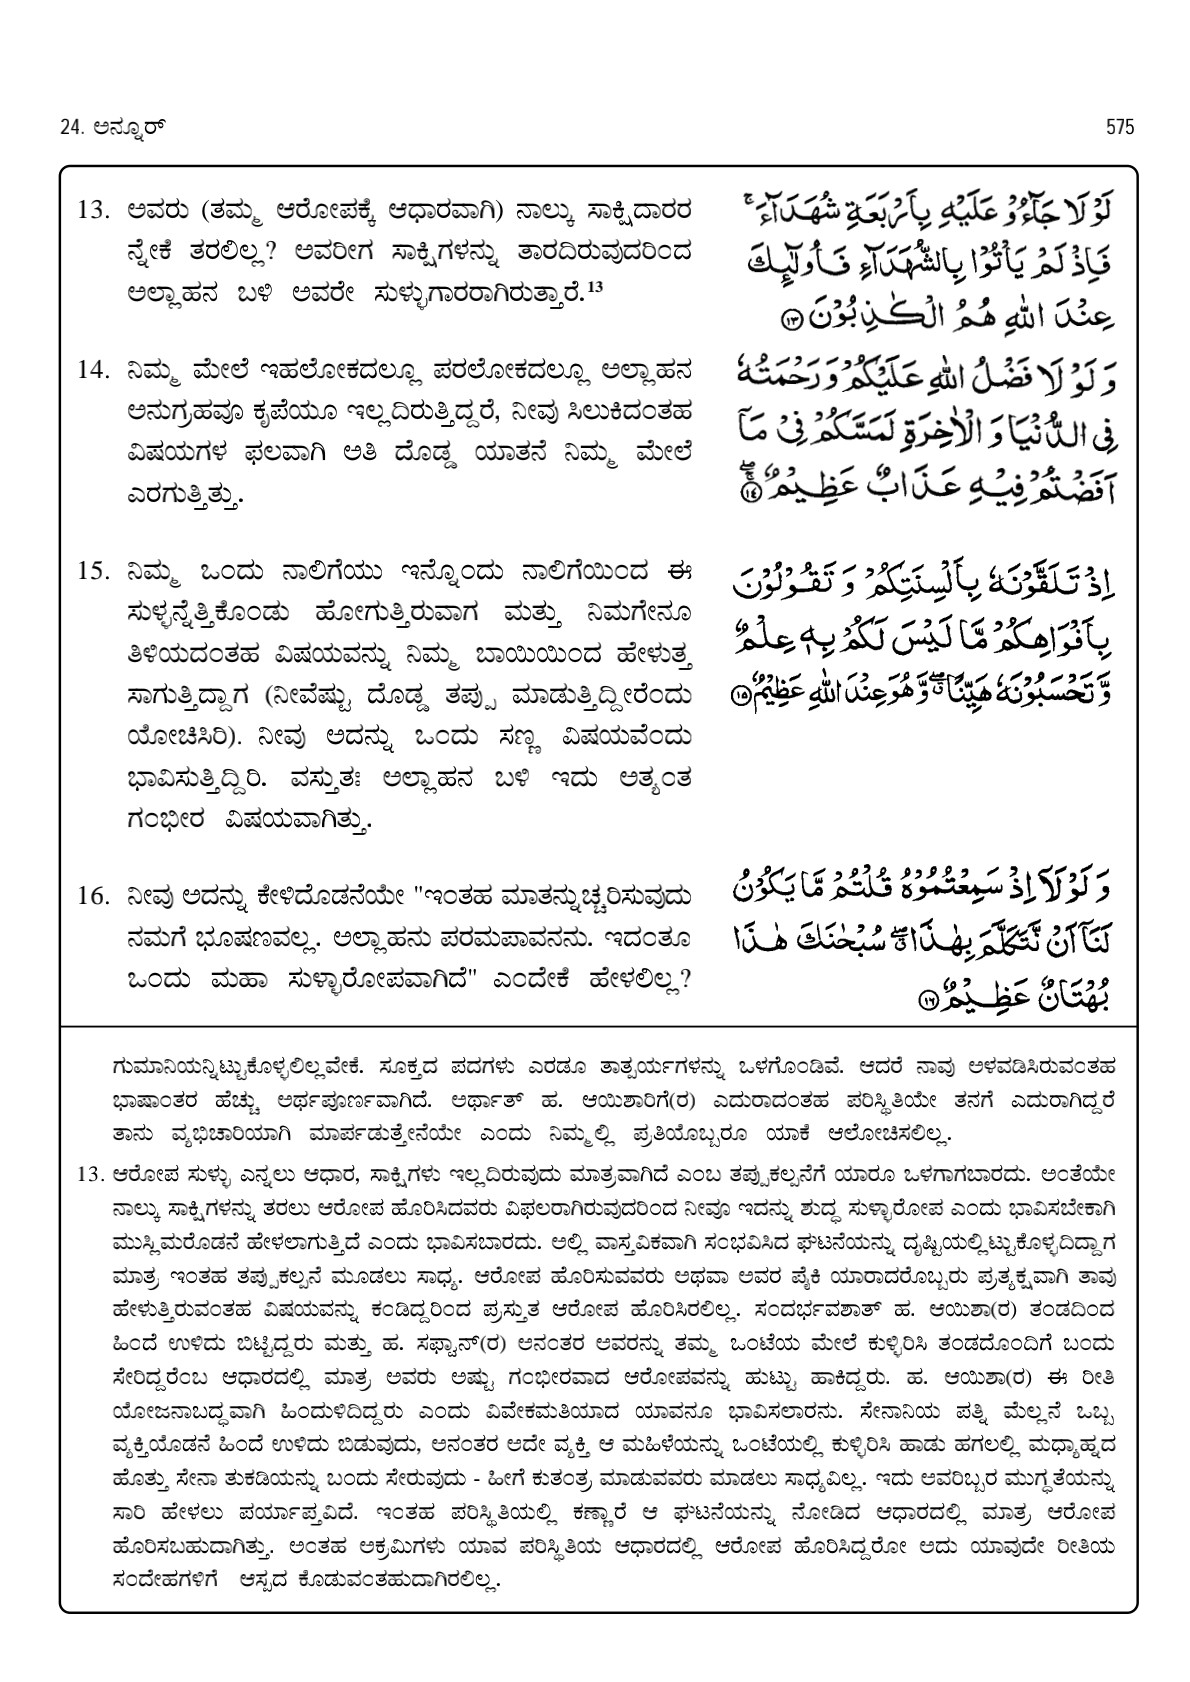 24. ಅನ್ನೂರ್ 575
13. ಅವರು (ತಮ್ಮ ಆರೋಪಕ್ಕೆ ಆಧಾರವಾಗಿ) ನಾಲ್ಕು ಸಾಕ್ಷಿದಾರರ
ನ್ನೇಕೆ ತರಲಿಲ್ಲ? ಅವರೀಗ ಸಾಕ್ಷಿಗಳನ್ನು ತಾರದಿರುವುದರಿಂದ
ಅಲ್ಲಾಹನ ಬಳಿ ಅವರೇ ಸುಳ್ಳುಗಾರರಾಗಿರುತ್ತಾರೆ.13
لَوْ لَا جَآءُوْ عَلَيْهِ بِاَرْبَعَةِ شُهَدَآءَ ۚ
فَاِذْ لَمْ يَاْتُوْا بِالشُّهَدَآءِ فَاُولٰٓئِكَ
عِنْدَ اللّٰهِ هُمُ الْكٰذِبُوْنَ ۝١٣
14. ನಿಮ್ಮ ಮೇಲೆ ಇಹಲೋಕದಲ್ಲೂ ಪರಲೋಕದಲ್ಲೂ ಅಲ್ಲಾಹನ
ಅನುಗ್ರಹವೂ ಕೃಪೆಯೂ ಇಲ್ಲದಿರುತ್ತಿದ್ದರೆ, ನೀವು ಸಿಲುಕಿದಂತಹ
ವಿಷಯಗಳ ಫಲವಾಗಿ ಅತಿ ದೊಡ್ಡ ಯಾತನೆ ನಿಮ್ಮ ಮೇಲೆ
ಎರಗುತ್ತಿತ್ತು.
وَ لَوْ لَا فَضْلُ اللّٰهِ عَلَيْكُمْ وَ رَحْمَتُهٗ
فِي الدُّنْيَا وَ الْاٰخِرَةِ لَمَسَّكُمْ فِيْ مَاۤ
اَفَضْتُمْ فِيْهِ عَذَابٌ عَظِيْمٌ ۝١٤ۖۚ
15. ನಿಮ್ಮ ಒಂದು ನಾಲಿಗೆಯು ಇನ್ನೊಂದು ನಾಲಿಗೆಯಿಂದ ಈ
ಸುಳ್ಳನ್ನೆತ್ತಿಕೊಂಡು ಹೋಗುತ್ತಿರುವಾಗ ಮತ್ತು ನಿಮಗೇನೂ
ತಿಳಿಯದಂತಹ ವಿಷಯವನ್ನು ನಿಮ್ಮ ಬಾಯಿಯಿಂದ ಹೇಳುತ್ತ
ಸಾಗುತ್ತಿದ್ದಾಗ (ನೀವೆಷ್ಟು ದೊಡ್ಡ ತಪ್ಪು ಮಾಡುತ್ತಿದ್ದೀರೆಂದು
ಯೋಚಿಸಿರಿ). ನೀವು ಅದನ್ನು ಒಂದು ಸಣ್ಣ ವಿಷಯವೆಂದು
ಭಾವಿಸುತ್ತಿದ್ದಿರಿ. ವಸ್ತುತಃ ಅಲ್ಲಾಹನ ಬಳಿ ಇದು ಅತ್ಯಂತ
ಗಂಭೀರ ವಿಷಯವಾಗಿತ್ತು.
اِذْ تَلَقَّوْنَهٗ بِاَلْسِنَتِكُمْ وَ تَقُوْلُوْنَ
بِاَفْوَاهِكُمْ مَّا لَيْسَ لَكُمْ بِهٖ عِلْمٌ
وَّ تَحْسَبُوْنَهٗ هَيِّنًا ۖۗ وَّ هُوَ عِنْدَ اللّٰهِ عَظِيْمٌ ۝١٥
16. ನೀವು ಅದನ್ನು ಕೇಳಿದೊಡನೆಯೇ "ಇಂತಹ ಮಾತನ್ನುಚ್ಚರಿಸುವುದು
ನಮಗೆ ಭೂಷಣವಲ್ಲ. ಅಲ್ಲಾಹನು ಪರಮಪಾವನನು. ಇದಂತೂ
ಒಂದು ಮಹಾ ಸುಳ್ಳಾರೋಪವಾಗಿದೆ" ಎಂದೇಕೆ ಹೇಳಲಿಲ್ಲ?
وَ لَوْ لَاۤ اِذْ سَمِعْتُمُوْهُ قُلْتُمْ مَّا يَكُوْنُ
لَنَاۤ اَنْ نَّتَكَلَّمَ بِهٰذَا ۖۗ سُبْحٰنَكَ هٰذَا
بُهْتَانٌ عَظِيْمٌ ۝١٦
ಗುಮಾನಿಯನ್ನಿಟ್ಟುಕೊಳ್ಳಲಿಲ್ಲವೇಕೆ. ಸೂಕ್ತದ ಪದಗಳು ಎರಡೂ ತಾತ್ಪರ್ಯಗಳನ್ನು ಒಳಗೊಂಡಿವೆ. ಆದರೆ ನಾವು ಅಳವಡಿಸಿರುವಂತಹ
ಭಾಷಾಂತರ ಹೆಚ್ಚು ಅರ್ಥಪೂರ್ಣವಾಗಿದೆ. ಅರ್ಥಾತ್ ಹ. ಆಯಿಶಾರಿಗೆ(ರ) ಎದುರಾದಂತಹ ಪರಿಸ್ಥಿತಿಯೇ ತನಗೆ ಎದುರಾಗಿದ್ದರೆ
ತಾನು ವ್ಯಭಿಚಾರಿಯಾಗಿ ಮಾರ್ಪಡುತ್ತೇನೆಯೇ ಎಂದು ನಿಮ್ಮಲ್ಲಿ ಪ್ರತಿಯೊಬ್ಬರೂ ಯಾಕೆ ಆಲೋಚಿಸಲಿಲ್ಲ.
13. ಆರೋಪ ಸುಳ್ಳು ಎನ್ನಲು ಆಧಾರ, ಸಾಕ್ಷಿಗಳು ಇಲ್ಲದಿರುವುದು ಮಾತ್ರವಾಗಿದೆ ಎಂಬ ತಪ್ಪುಕಲ್ಪನೆಗೆ ಯಾರೂ ಒಳಗಾಗಬಾರದು. ಅಂತೆಯೇ
ನಾಲ್ಕು ಸಾಕ್ಷಿಗಳನ್ನು ತರಲು ಆರೋಪ ಹೊರಿಸಿದವರು ವಿಫಲರಾಗಿರುವುದರಿಂದ ನೀವೂ ಇದನ್ನು ಶುದ್ಧ ಸುಳ್ಳಾರೋಪ ಎಂದು ಭಾವಿಸಬೇಕಾಗಿ
ಮುಸ್ಲಿಮರೊಡನೆ ಹೇಳಲಾಗುತ್ತಿದೆ ಎಂದು ಭಾವಿಸಬಾರದು. ಅಲ್ಲಿ ವಾಸ್ತವಿಕವಾಗಿ ಸಂಭವಿಸಿದ ಘಟನೆಯನ್ನು ದೃಷ್ಟಿಯಲ್ಲಿಟ್ಟುಕೊಳ್ಳದಿದ್ದಾಗ
ಮಾತ್ರ ಇಂತಹ ತಪ್ಪುಕಲ್ಪನೆ ಮೂಡಲು ಸಾಧ್ಯ. ಆರೋಪ ಹೊರಿಸುವವರು ಅಥವಾ ಅವರ ಪೈಕಿ ಯಾರಾದರೊಬ್ಬರು ಪ್ರತ್ಯಕ್ಷವಾಗಿ ತಾವು
ಹೇಳುತ್ತಿರುವಂತಹ ವಿಷಯವನ್ನು ಕಂಡಿದ್ದರಿಂದ ಪ್ರಸ್ತುತ ಆರೋಪ ಹೊರಿಸಿರಲಿಲ್ಲ. ಸಂದರ್ಭವಶಾತ್ ಹ. ಆಯಿಶಾ(ರ) ತಂಡದಿಂದ
ಹಿಂದೆ ಉಳಿದು ಬಿಟ್ಟಿದ್ದರು ಮತ್ತು ಹ. ಸಫ್ವಾನ್(ರ) ಅನಂತರ ಅವರನ್ನು ತಮ್ಮ ಒಂಟೆಯ ಮೇಲೆ ಕುಳ್ಳಿರಿಸಿ ತಂಡದೊಂದಿಗೆ ಬಂದು
ಸೇರಿದ್ದರೆಂಬ ಆಧಾರದಲ್ಲಿ ಮಾತ್ರ ಅವರು ಅಷ್ಟು ಗಂಭೀರವಾದ ಆರೋಪವನ್ನು ಹುಟ್ಟು ಹಾಕಿದ್ದರು. ಹ. ಆಯಿಶಾ(ರ) ಈ ರೀತಿ
ಯೋಜನಾಬದ್ಧವಾಗಿ ಹಿಂದುಳಿದಿದ್ದರು ಎಂದು ವಿವೇಕಮತಿಯಾದ ಯಾವನೂ ಭಾವಿಸಲಾರನು. ಸೇನಾನಿಯ ಪತ್ನಿ ಮೆಲ್ಲನೆ ಒಬ್ಬ
ವ್ಯಕ್ತಿಯೊಡನೆ ಹಿಂದೆ ಉಳಿದು ಬಿಡುವುದು, ಅನಂತರ ಅದೇ ವ್ಯಕ್ತಿ ಆ ಮಹಿಳೆಯನ್ನು ಒಂಟೆಯಲ್ಲಿ ಕುಳ್ಳಿರಿಸಿ ಹಾಡು ಹಗಲಲ್ಲಿ ಮಧ್ಯಾಹ್ನದ
ಹೊತ್ತು ಸೇನಾ ತುಕಡಿಯನ್ನು ಬಂದು ಸೇರುವುದು - ಹೀಗೆ ಕುತಂತ್ರ ಮಾಡುವವರು ಮಾಡಲು ಸಾಧ್ಯವಿಲ್ಲ. ಇದು ಅವರಿಬ್ಬರ ಮುಗ್ಧತೆಯನ್ನು
ಸಾರಿ ಹೇಳಲು ಪರ್ಯಾಪ್ತವಿದೆ. ಇಂತಹ ಪರಿಸ್ಥಿತಿಯಲ್ಲಿ ಕಣ್ಣಾರೆ ಆ ಘಟನೆಯನ್ನು ನೋಡಿದ ಆಧಾರದಲ್ಲಿ ಮಾತ್ರ ಆರೋಪ
ಹೊರಿಸಬಹುದಾಗಿತ್ತು. ಅಂತಹ ಅಕ್ರಮಿಗಳು ಯಾವ ಪರಿಸ್ಥಿತಿಯ ಆಧಾರದಲ್ಲಿ ಆರೋಪ ಹೊರಿಸಿದ್ದರೋ ಅದು ಯಾವುದೇ ರೀತಿಯ
ಸಂದೇಹಗಳಿಗೆ ಆಸ್ಪದ ಕೊಡುವಂತಹುದಾಗಿರಲಿಲ್ಲ.